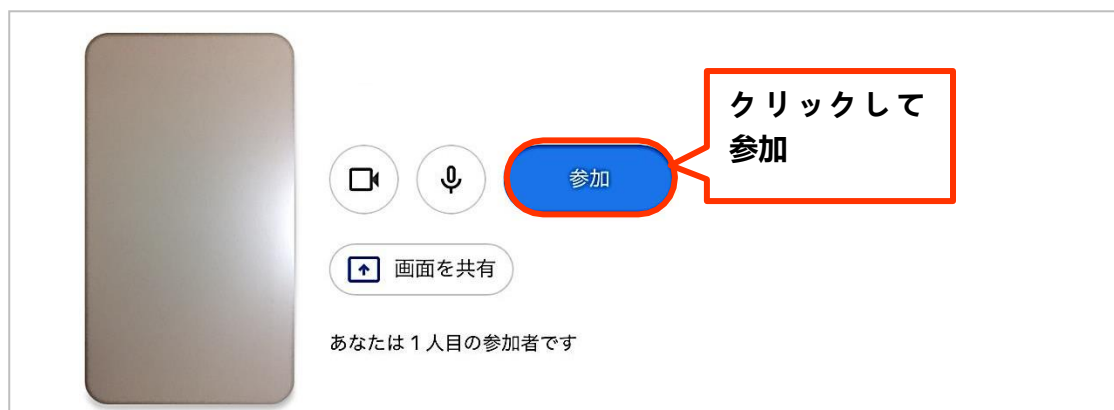 クリックして
参加
参加
画面を共有
あなたは 1 人目の参加者です